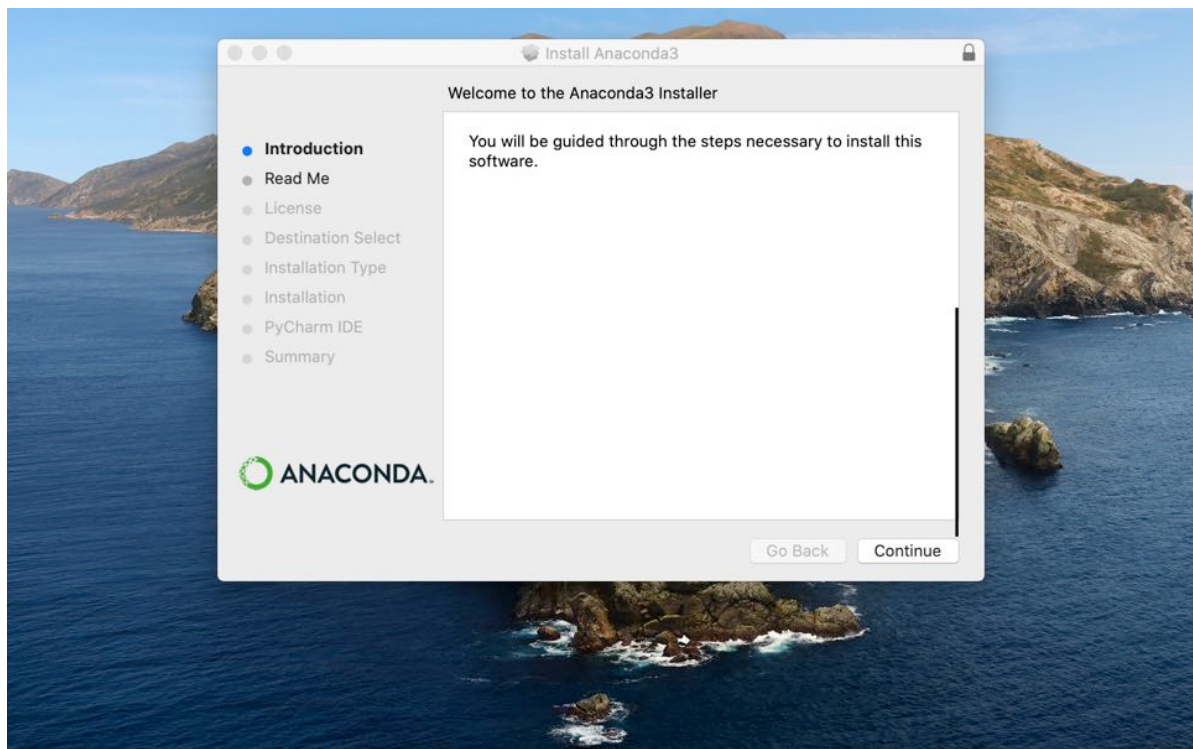 Install Anaconda3
Welcome to the Anaconda3 Installer
Introduction
Read Me
License
Destination Select
Installation Type
Installation
PyCharm IDE
Summary
You will be guided through the steps necessary to install this
software.
ANACONDA.
Go Back
Continue